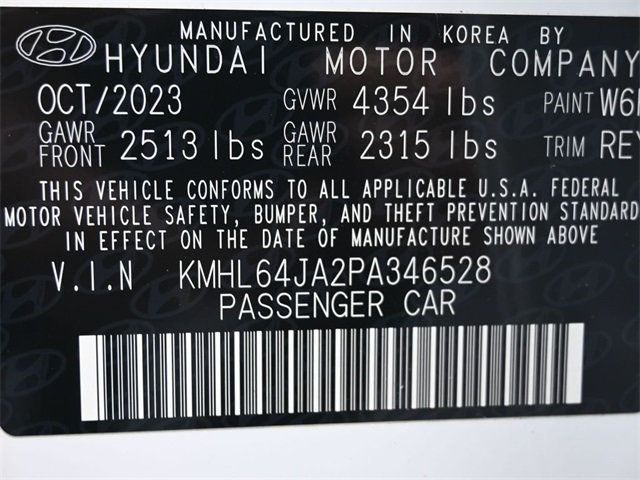 MANUFACTURED IN KOREA BY
HYUNDAI MOTOR COMPANY
OCT/2023 GVWR 4354 lbs PAINT
GAWR FRONT 2513 lbs GAWR REAR 2315 lbs TRIM
THIS VEHICLE CONFORMS TO ALL APPLICABLE U.S.A. FEDERAL
MOTOR VEHICLE SAFETY, BUMPER, AND THEFT PREVENTION STANDARD
IN EFFECT ON THE DATE OF MANUFACTURE SHOWN ABOVE
V.I.N KMHL64JA2PA346528
PASSENGER CAR